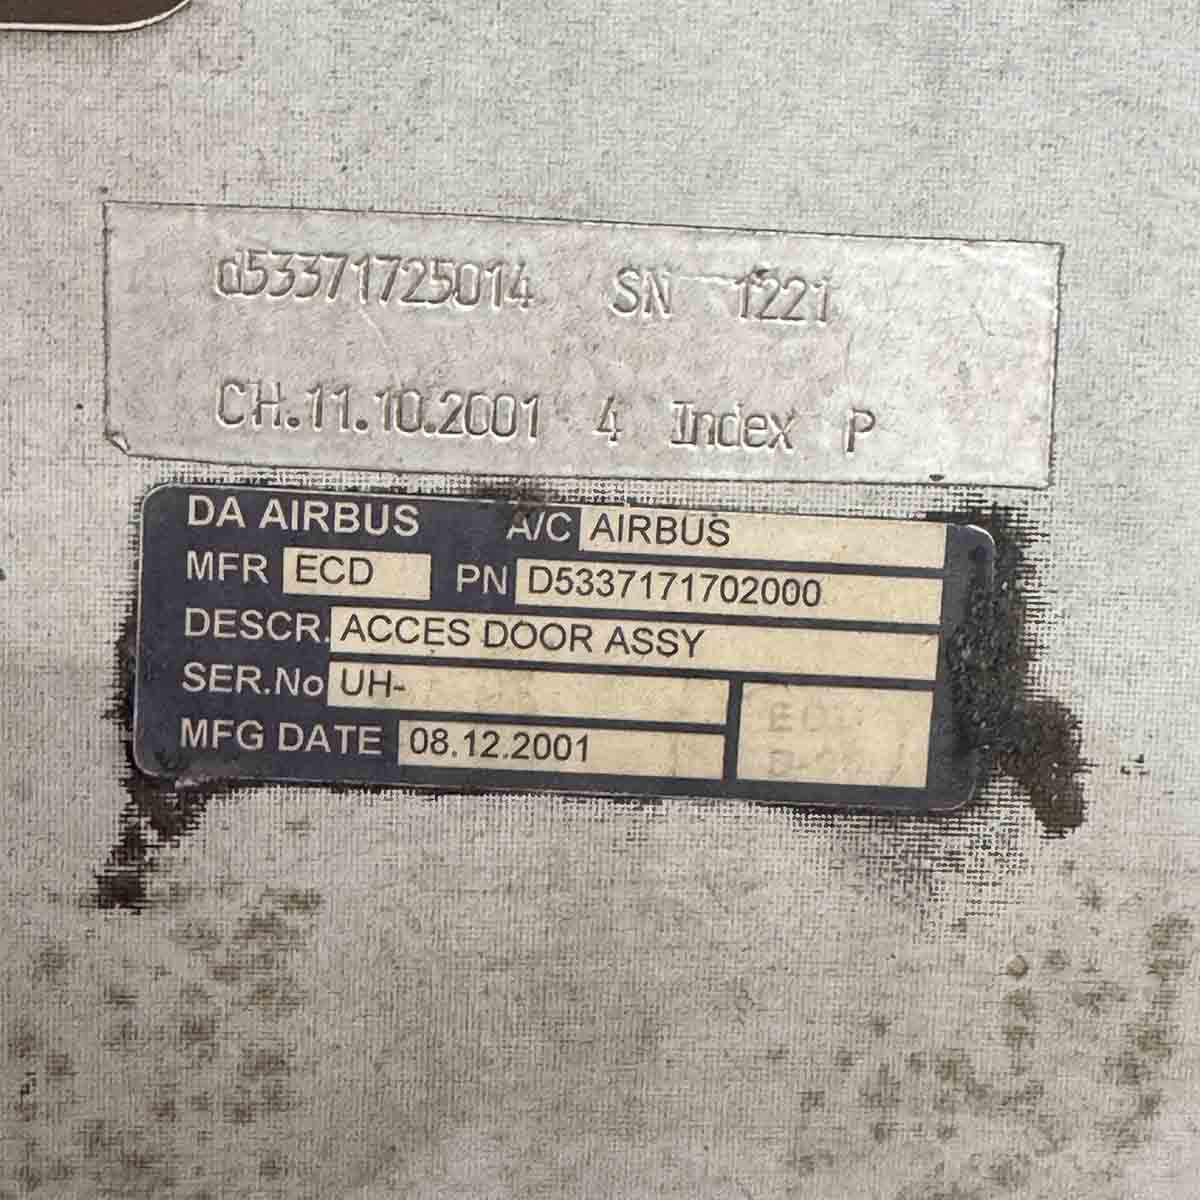 d53371725014 SN 1221
CH.11.10.2001 4 Index P
DA AIRBUS A/C AIRBUS
MFR ECD PN D5337171702000
DESCR. ACCES DOOR ASSY
SER.No UH-
MFG DATE 08.12.2001